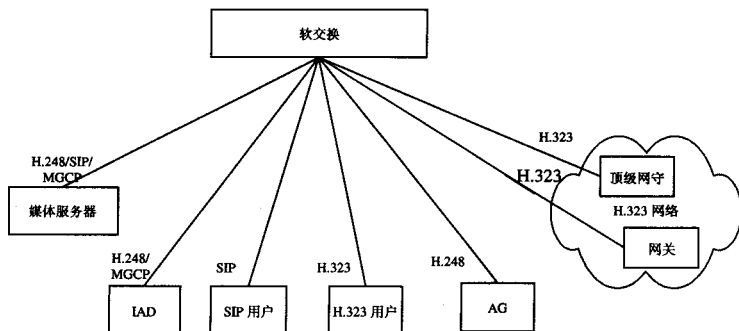 软交换
H.323
H.248/SIP/
MGCP
H.323
顶级网守
媒体服务器
H.323 网络
网关
H.248/
MGCP
SIP
H.323
H.248
IAD
SIP 用户
H.323 用户
AG